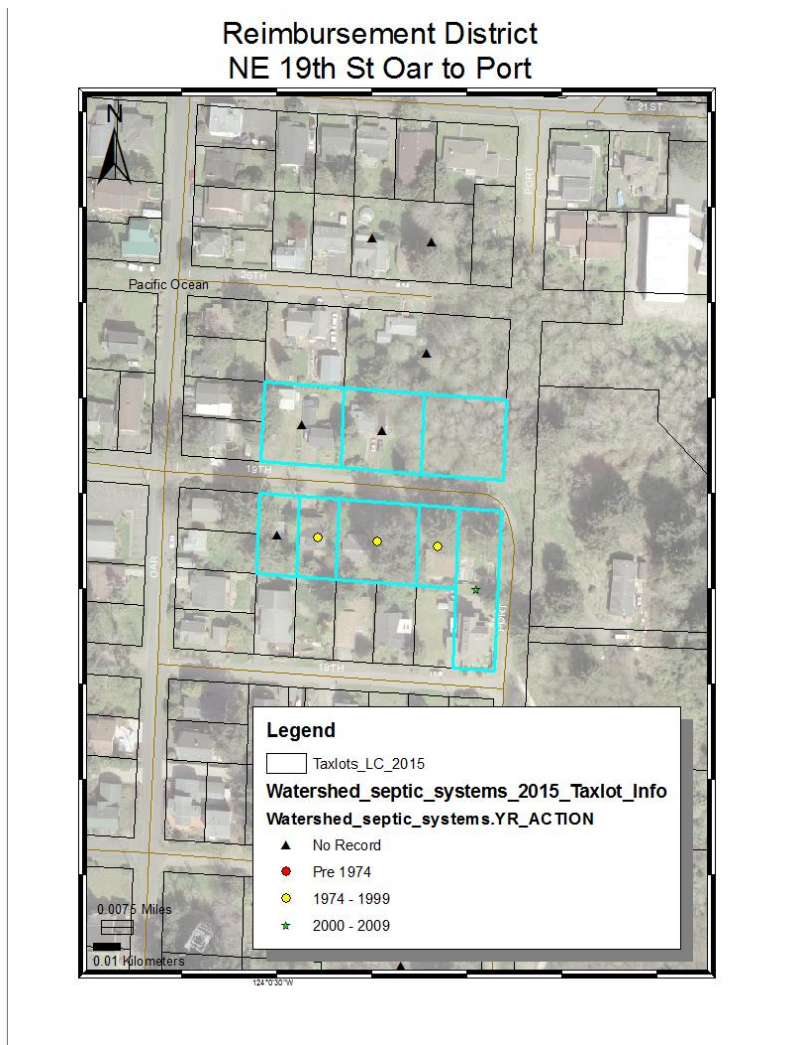 Reimbursement District
NE 19th St Oar to Port
N
21ST
PORT
20TH
Pacific Ocean
19TH
OAR
PORT
18TH
Legend
Taxlots_LC_2015
Watershed_septic_systems_2015_Taxlot_Info
Watershed_septic_systems.YR_ACTION
No Record
Pre 1974
1974 - 1999
2000 - 2009
0.0075 Miles
0.01 Kilometers
124°0'30"W